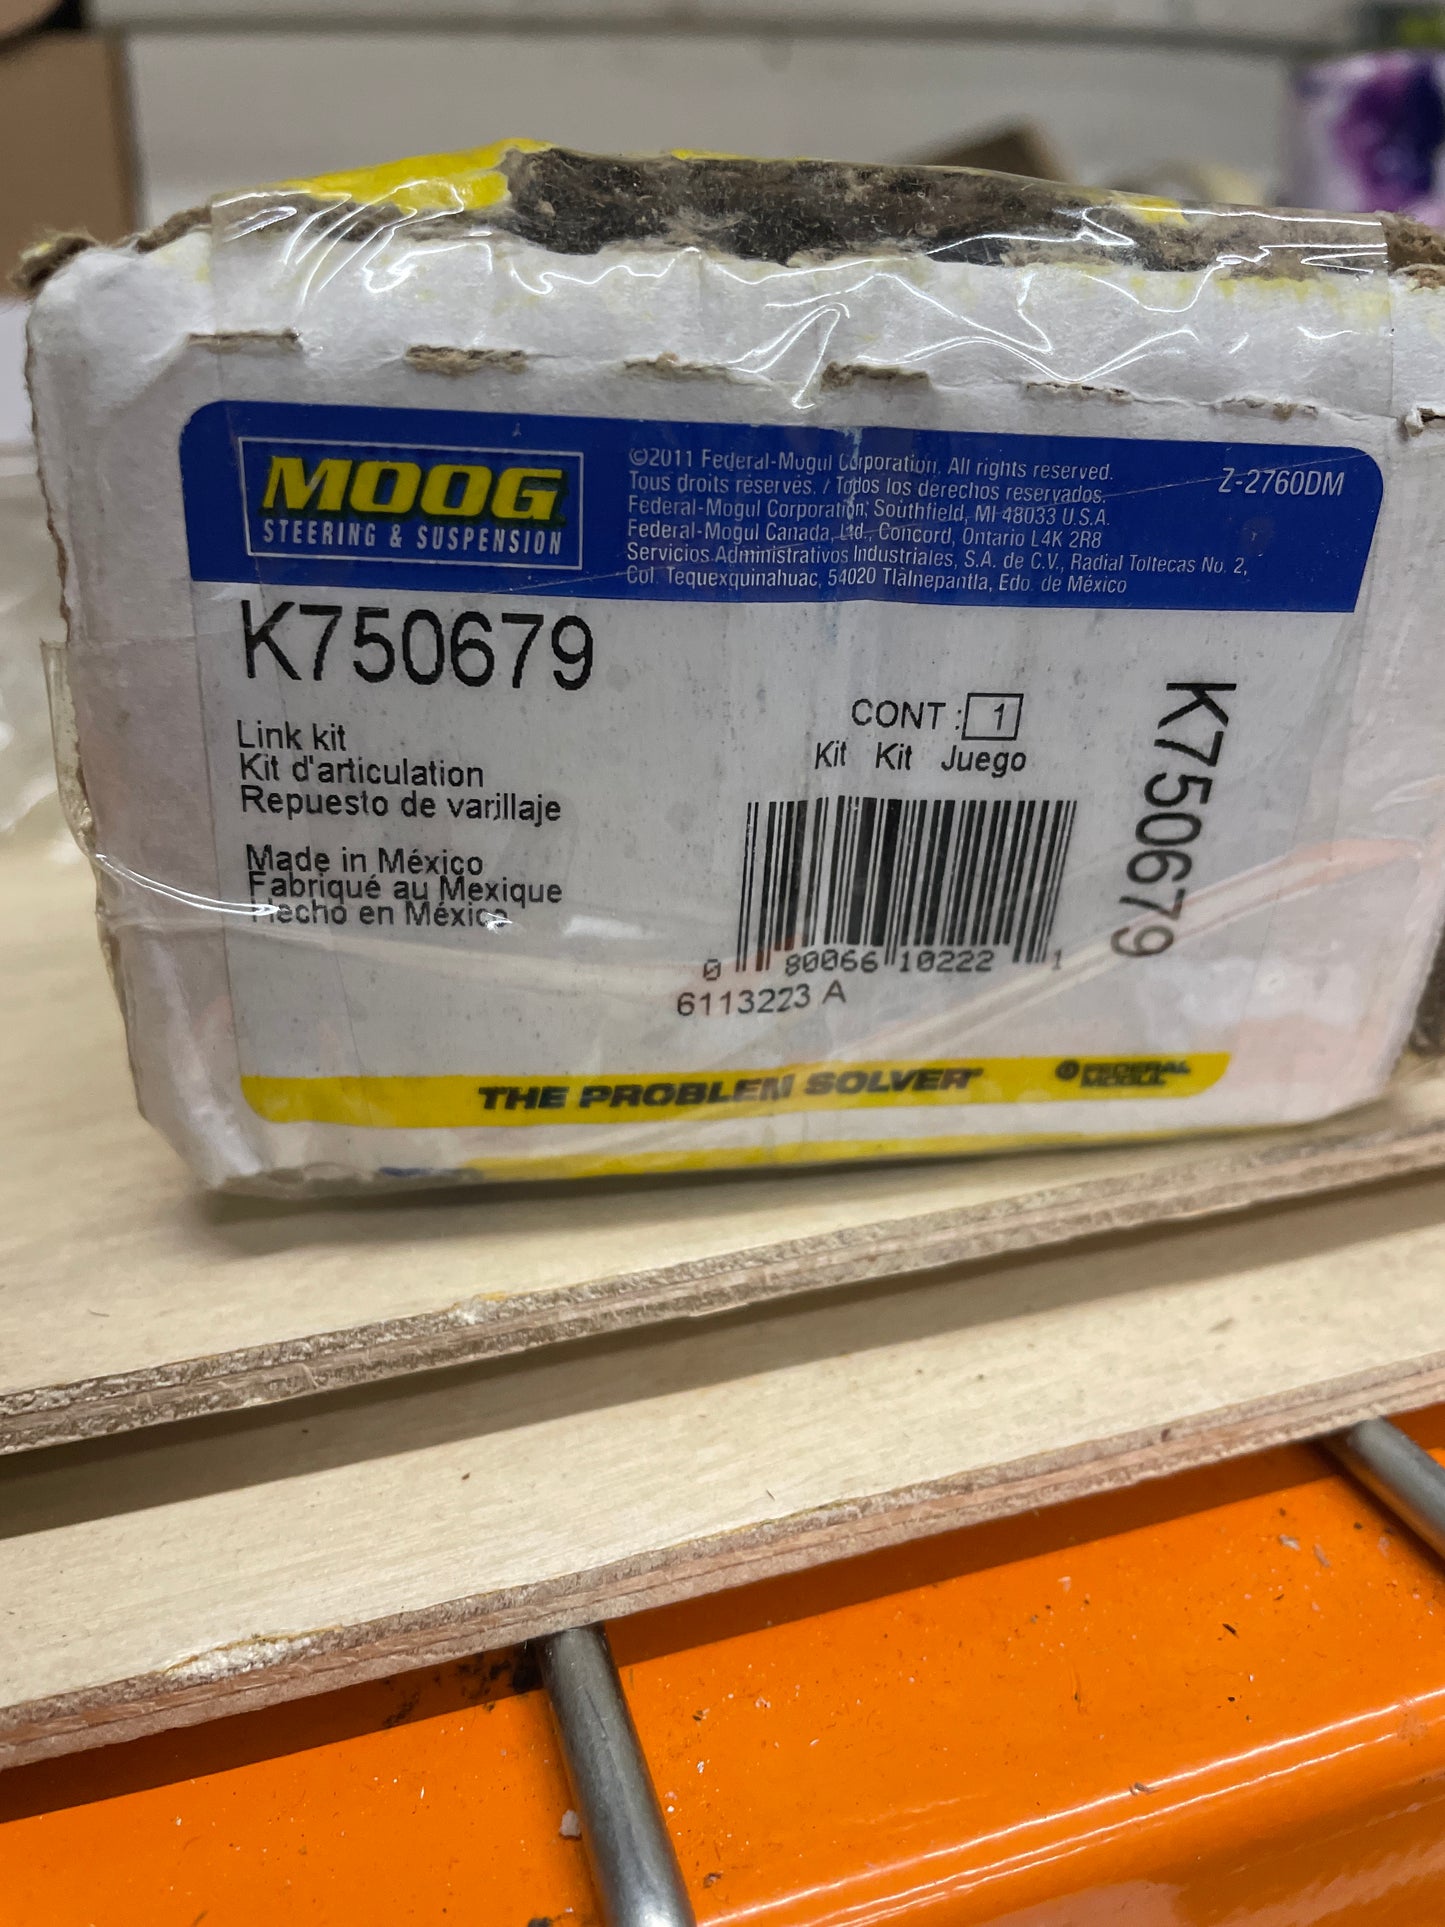 MOOG
STEERING & SUSPENSION
©2011 Federal-Mogul Corporation, All rights reserved.
Tous droits réservés. / Todos los derechos reservados.
Federal-Mogul Corporation, Southfield, MI 48033 U.S.A.
Federal-Mogul Canada, Ltd., Concord, Ontario L4K 2R8
Servicios Administrativos Industriales, S.A. de C.V., Radial Toltecas No. 2,
Col. Tequexquinahuac, 54020 Tlalnepantla, Edo. de México
Z-2760DM
K750679
Link kit
Kit d'articulation
Repuesto de varillaje
Made in México
Fabriqué au Mexique
Hecho en México
CONT : 1
Kit Kit Juego
0 80066 10222 1
6113223 A
K750679
THE PROBLEM SOLVER®
FEDERAL
MOGUL